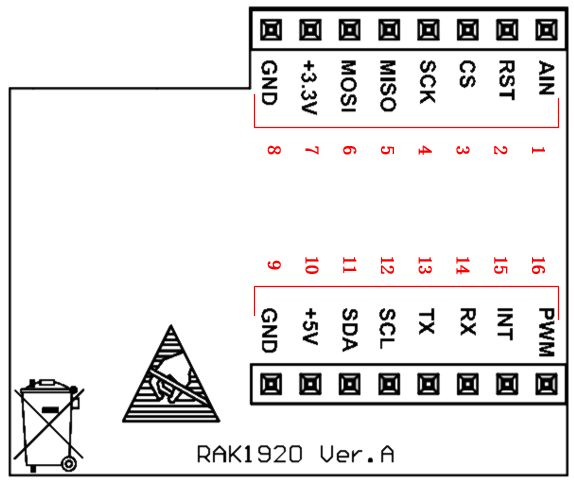 GND +3.3V MOSI MISO SCK CS RST AIN
8 7 6 5 4 3 2 1
9 10 11 12 13 14 15 16
GND +5V SDA SCL TX RX INT PWM
RAK1920 Ver.A